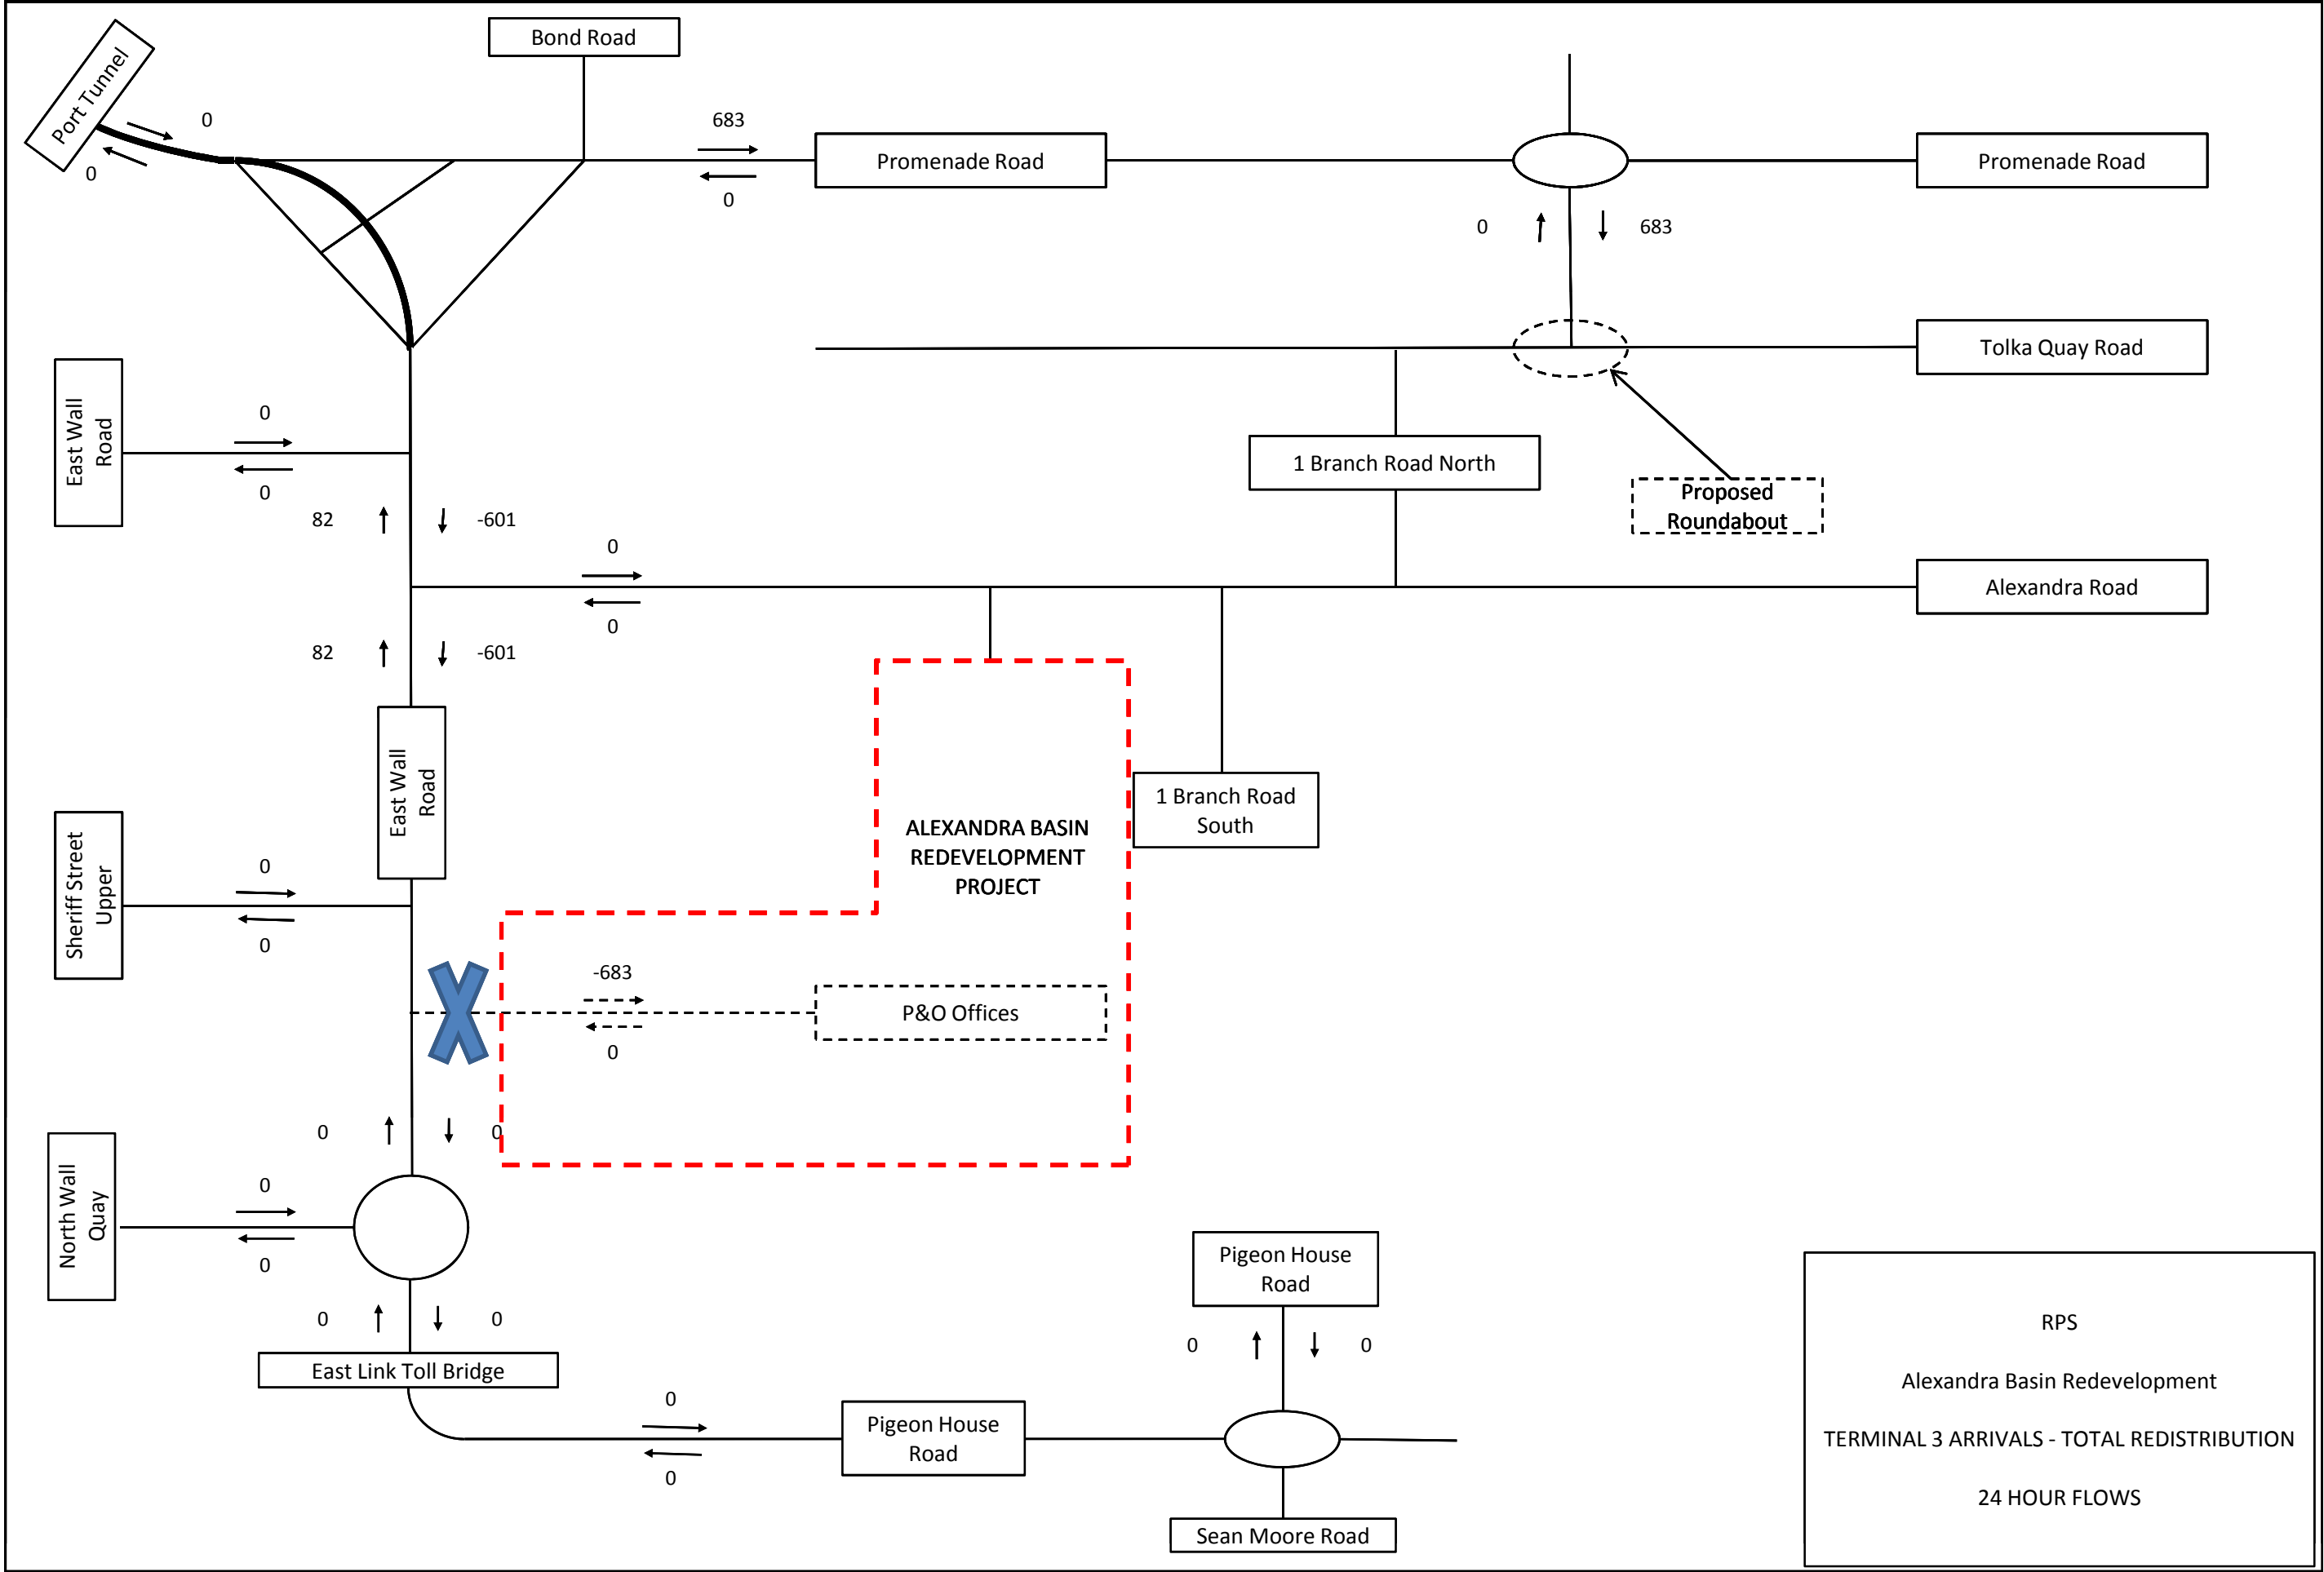 Bond Road
Port Tunnel
0
0
683
0
Promenade Road
Promenade Road
0
683
Tolka Quay Road
East Wall
Road
0
0
1 Branch Road North
Proposed
Roundabout
82
-601
0
0
Alexandra Road
82
-601
East Wall
Road
1 Branch Road
South
ALEXANDRA BASIN
REDEVELOPMENT
PROJECT
Sheriff Street
Upper
0
0
-683
0
P&O Offices
0
0
North Wall
Quay
0
0
0
0
East Link Toll Bridge
Pigeon House
Road
0
0
0
0
Pigeon House
Road
Sean Moore Road
RPS
Alexandra Basin Redevelopment
TERMINAL 3 ARRIVALS - TOTAL REDISTRIBUTION
24 HOUR FLOWS